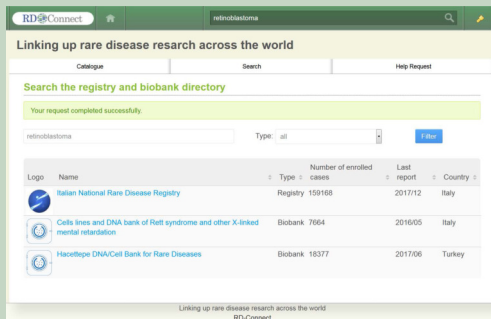 RD Connect
retinoblastoma
Linking up rare disease resarch across the world
Catalogue Search Help Request
Search the registry and biobank directory
Your request completed successfully.
retinoblastoma Type: all Filter
Logo Name Type Number of enrolled cases Last report Country
Italian National Rare Disease Registry Registry 159168 2017/12 Italy
Cells lines and DNA bank of Rett syndrome and other X-linked Biobank 7664 2016/05 Italy
mental retardation
Hacettepe DNA/Cell Bank for Rare Diseases Biobank 18377 2017/06 Turkey
Linking up rare disease resarch across the world
RD-Connect